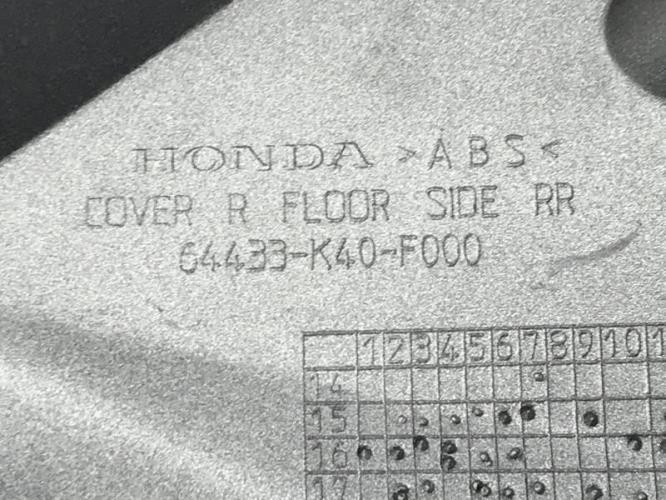 HONDA >ABS<
COVER R FLOOR SIDE RR
64433-K40-F000
1 2 3 4 5 6 7 8 9 10
14
15
16
17